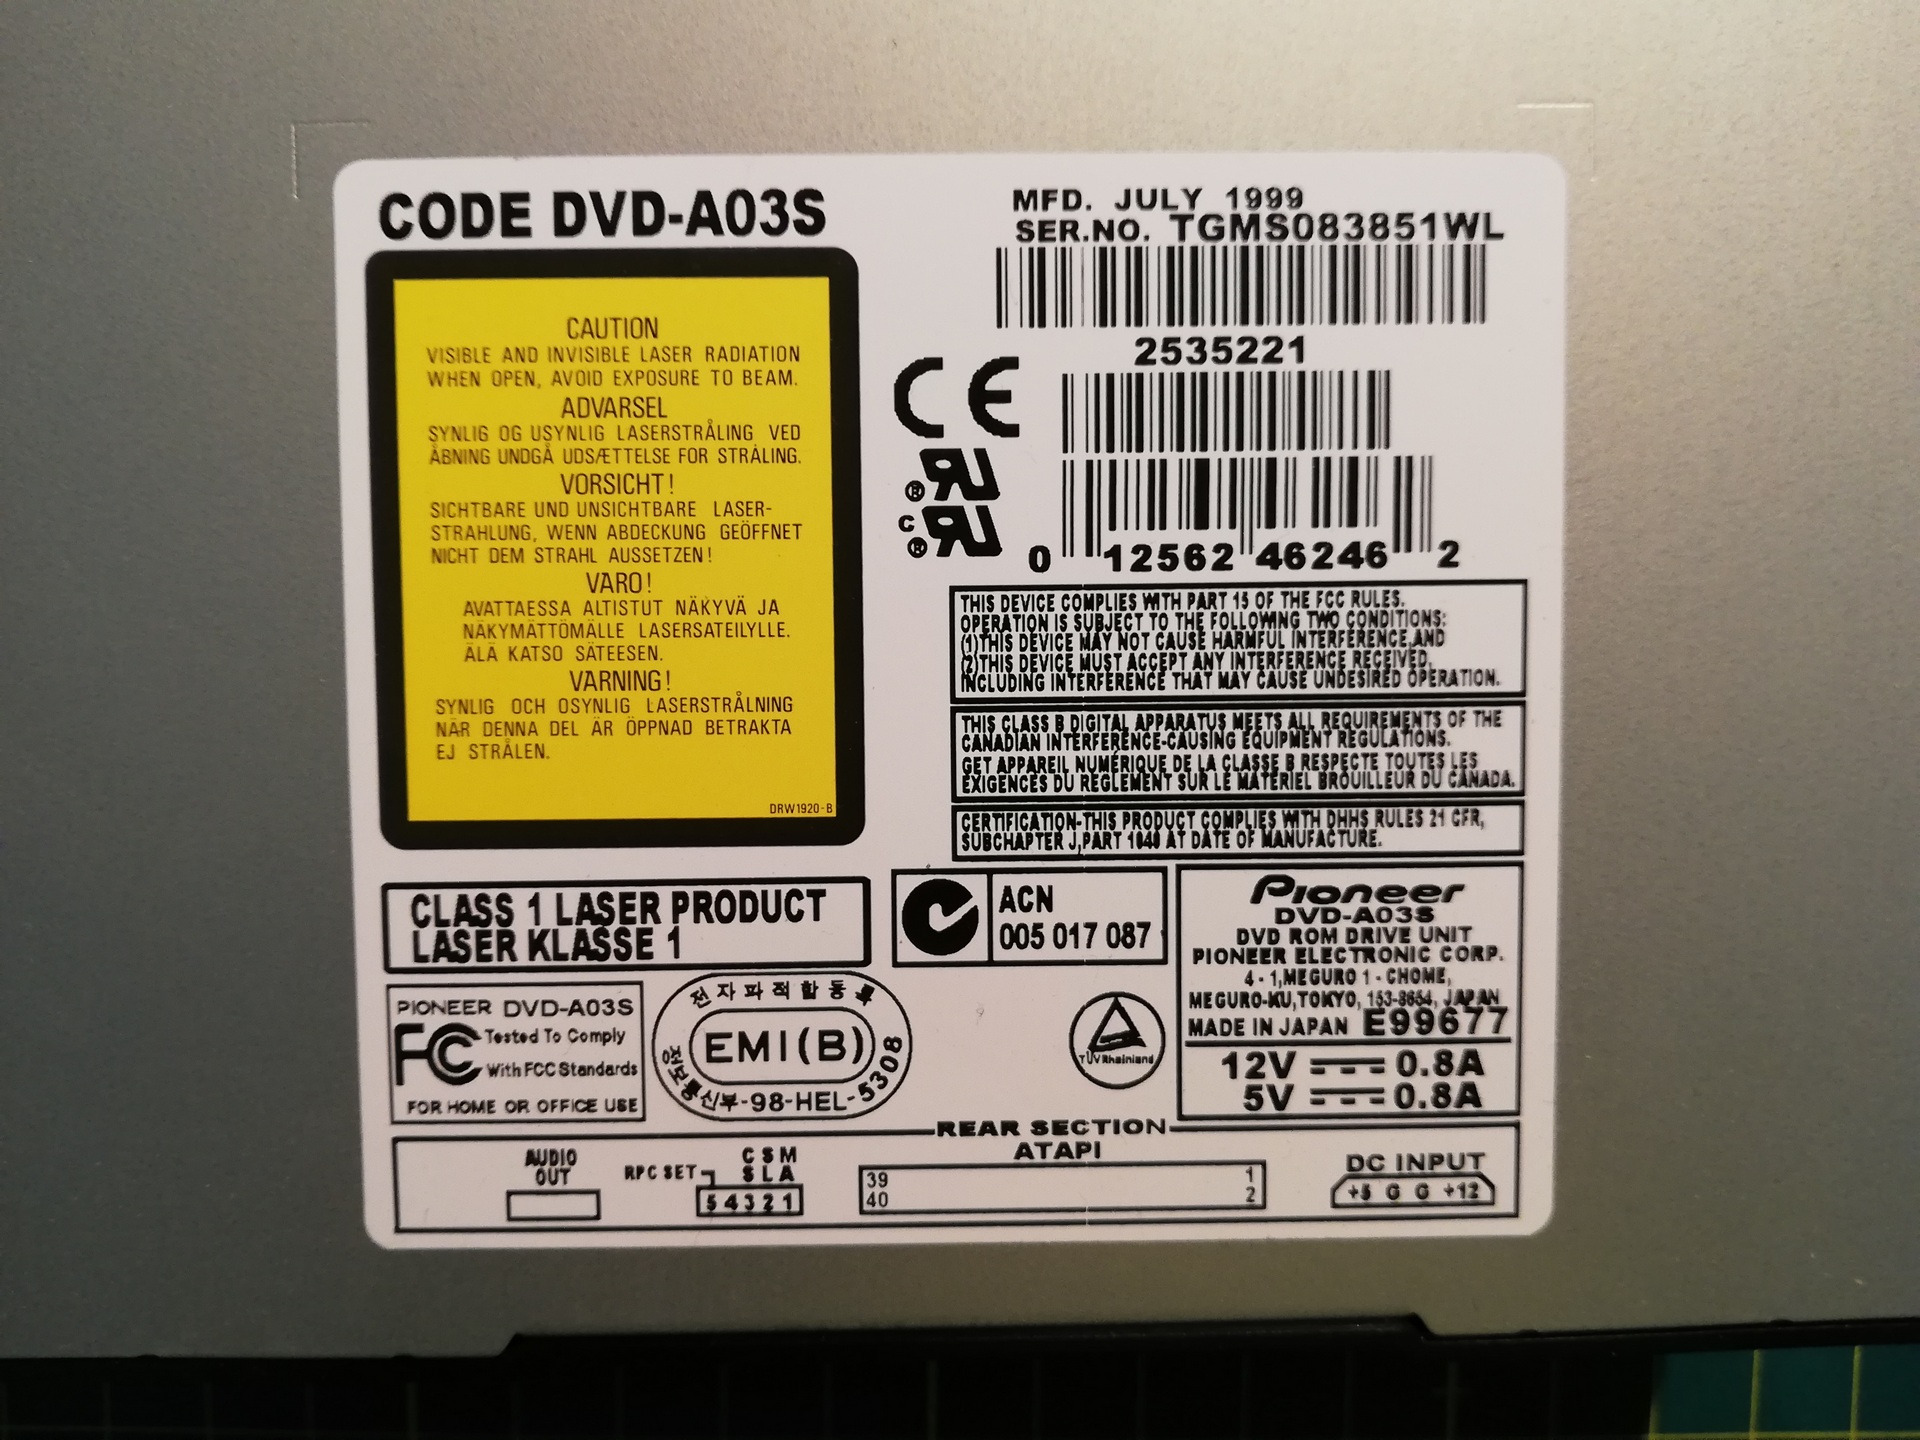 CODE DVD-A03S
MFD. JULY 1999
SER.NO. TGMS083851WL
2535221
0 12562 46246 2
CAUTION
VISIBLE AND INVISIBLE LASER RADIATION
WHEN OPEN, AVOID EXPOSURE TO BEAM.
ADVARSEL
SYNLIG OG USYNLIG LASERSTRÅLING VED
ÅBNING UNDGÅ UDSÆTTELSE FOR STRÅLING.
VORSICHT!
SICHTBARE UND UNSICHTBARE LASER-
STRAHLUNG, WENN ABDECKUNG GEÖFFNET
NICHT DEM STRAHL AUSSETZEN!
VARO!
AVATTAESSA ALTISTUT NÄKYVÄ JA
NÄKYMÄTTÖMÄLLE LASERSATEILYLLE.
ÄLÄ KATSO SÄTEESEN.
VARNING!
SYNLIG OCH OSYNLIG LASERSTRÅLNING
NÄR DENNA DEL ÄR ÖPPNAD BETRAKTA
EJ STRÅLEN.
DRW1920-B
CE
® RU
C ® RU
THIS DEVICE COMPLIES WITH PART 15 OF THE FCC RULES.
OPERATION IS SUBJECT TO THE FOLLOWING TWO CONDITIONS:
(1)THIS DEVICE MAY NOT CAUSE HARMFUL INTERFERENCE,AND
(2)THIS DEVICE MUST ACCEPT ANY INTERFERENCE RECEIVED,
INCLUDING INTERFERENCE THAT MAY CAUSE UNDESIRED OPERATION.
THIS CLASS B DIGITAL APPARATUS MEETS ALL REQUIREMENTS OF THE
CANADIAN INTERFERENCE-CAUSING EQUIPMENT REGULATIONS.
CET APPAREIL NUMÉRIQUE DE LA CLASSE B RESPECTE TOUTES LES
EXIGENCES DU RÈGLEMENT SUR LE MATÉRIEL BROUILLEUR DU CANADA.
CERTIFICATION-THIS PRODUCT COMPLIES WITH DHHS RULES 21 CFR,
SUBCHAPTER J,PART 1040 AT DATE OF MANUFACTURE.
CLASS 1 LASER PRODUCT
LASER KLASSE 1
ACN
005 017 087
Pioneer
DVD-A03S
DVD ROM DRIVE UNIT
PIONEER ELECTRONIC CORP.
4-1,MEGURO 1-CHOME,
MEGURO-KU,TOKYO, 153-8654, JAPAN
MADE IN JAPAN E99677
12V 0.8A
5V 0.8A
PIONEER DVD-A03S
FC Tested To Comply
With FCC Standards
FOR HOME OR OFFICE USE
전자파적합등록
EMI(B)
정보통신부-98-HEL-5308
TÜVRheinland
REAR SECTION
AUDIO
OUT
RPC SET
C S M
S L A
5 4 3 2 1
ATAPI
39 1
40 2
DC INPUT
+5 G G +12